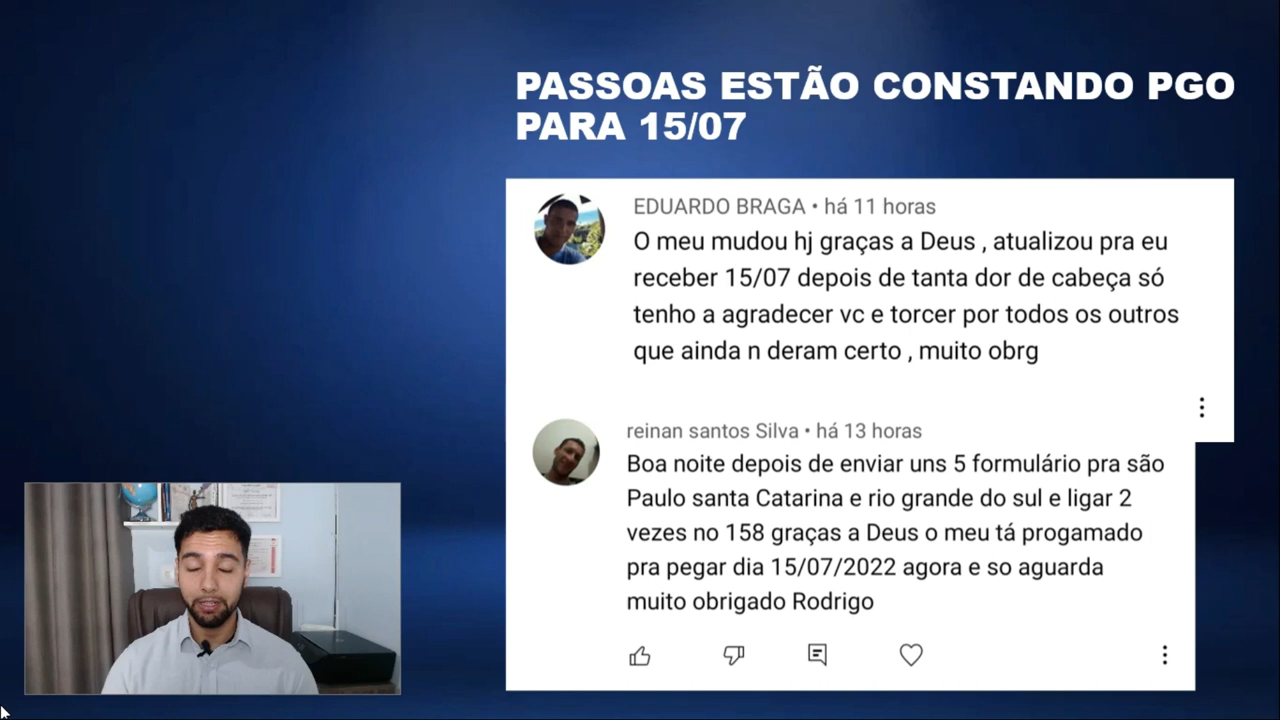 PASSOAS ESTÃO CONSTANDO PGO
PARA 15/07
EDUARDO BRAGA • há 11 horas
O meu mudou hj graças a Deus , atualizou pra eu
receber 15/07 depois de tanta dor de cabeça só
tenho a agradecer vc e torcer por todos os outros
que ainda n deram certo , muito obrg
reinan santos Silva • há 13 horas
Boa noite depois de enviar uns 5 formulário pra são
Paulo santa Catarina e rio grande do sul e ligar 2
vezes no 158 graças a Deus o meu tá progamado
pra pegar dia 15/07/2022 agora e so aguarda
muito obrigado Rodrigo